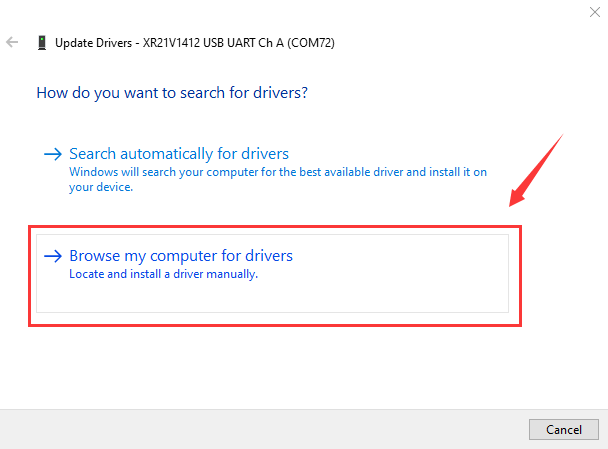 Update Drivers - XR21V1412 USB UART Ch A (COM72)
How do you want to search for drivers?
Search automatically for drivers
Windows will search your computer for the best available driver and install it on
your device.
Browse my computer for drivers
Locate and install a driver manually.
Cancel